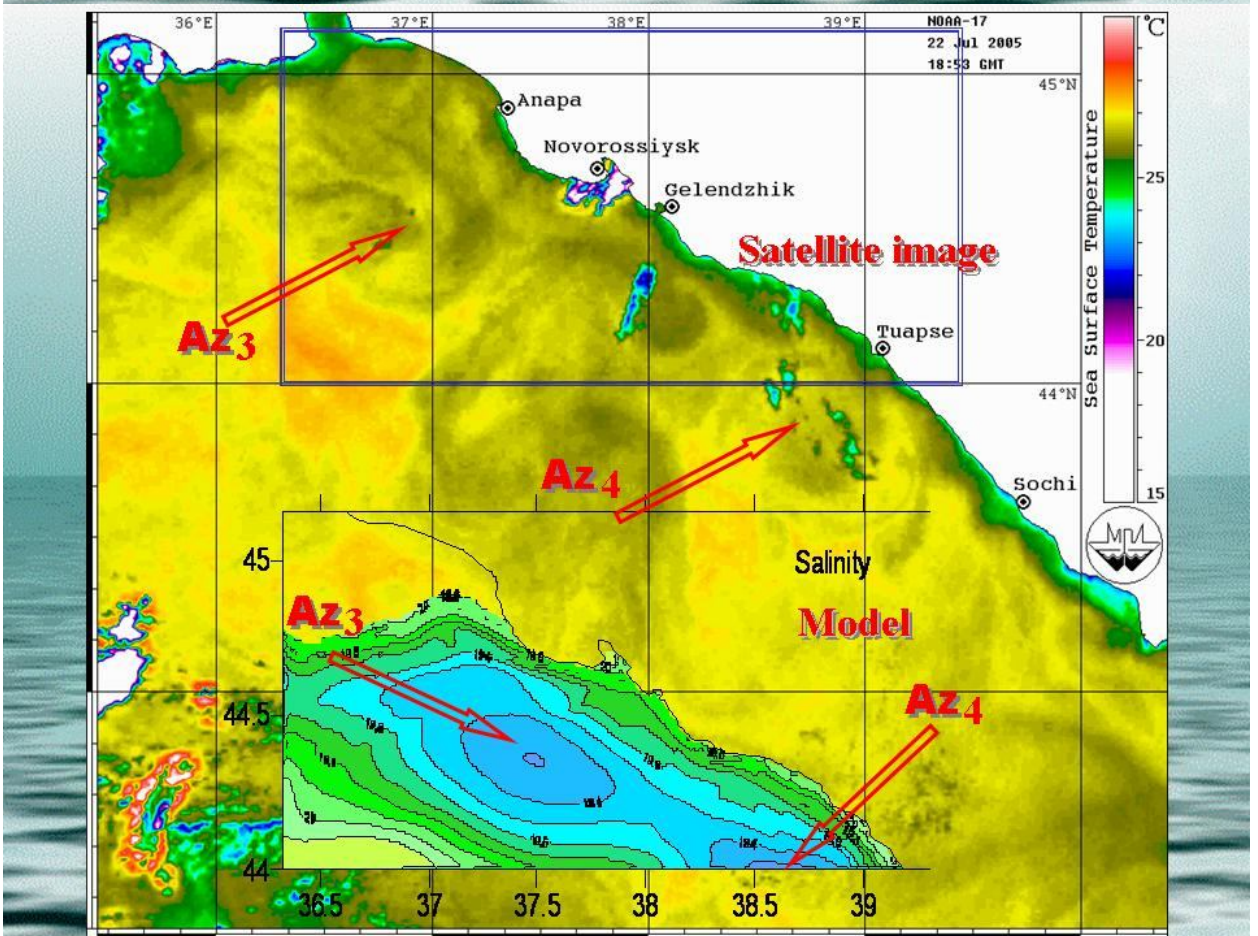 36°E 37°E 38°E 39°E
NOAA-17
22 Jul 2005
18:53 GMT
°C
45°N
Anapa
Novorossiysk
Gelendzhik
25
Sea Surface Temperature
Satellite image
Az3
Tuapse
20
44°N
Az4
Sochi
15
45
Salinity
Az3
Model
Az4
44.5
44
36.5 37 37.5 38 38.5 39